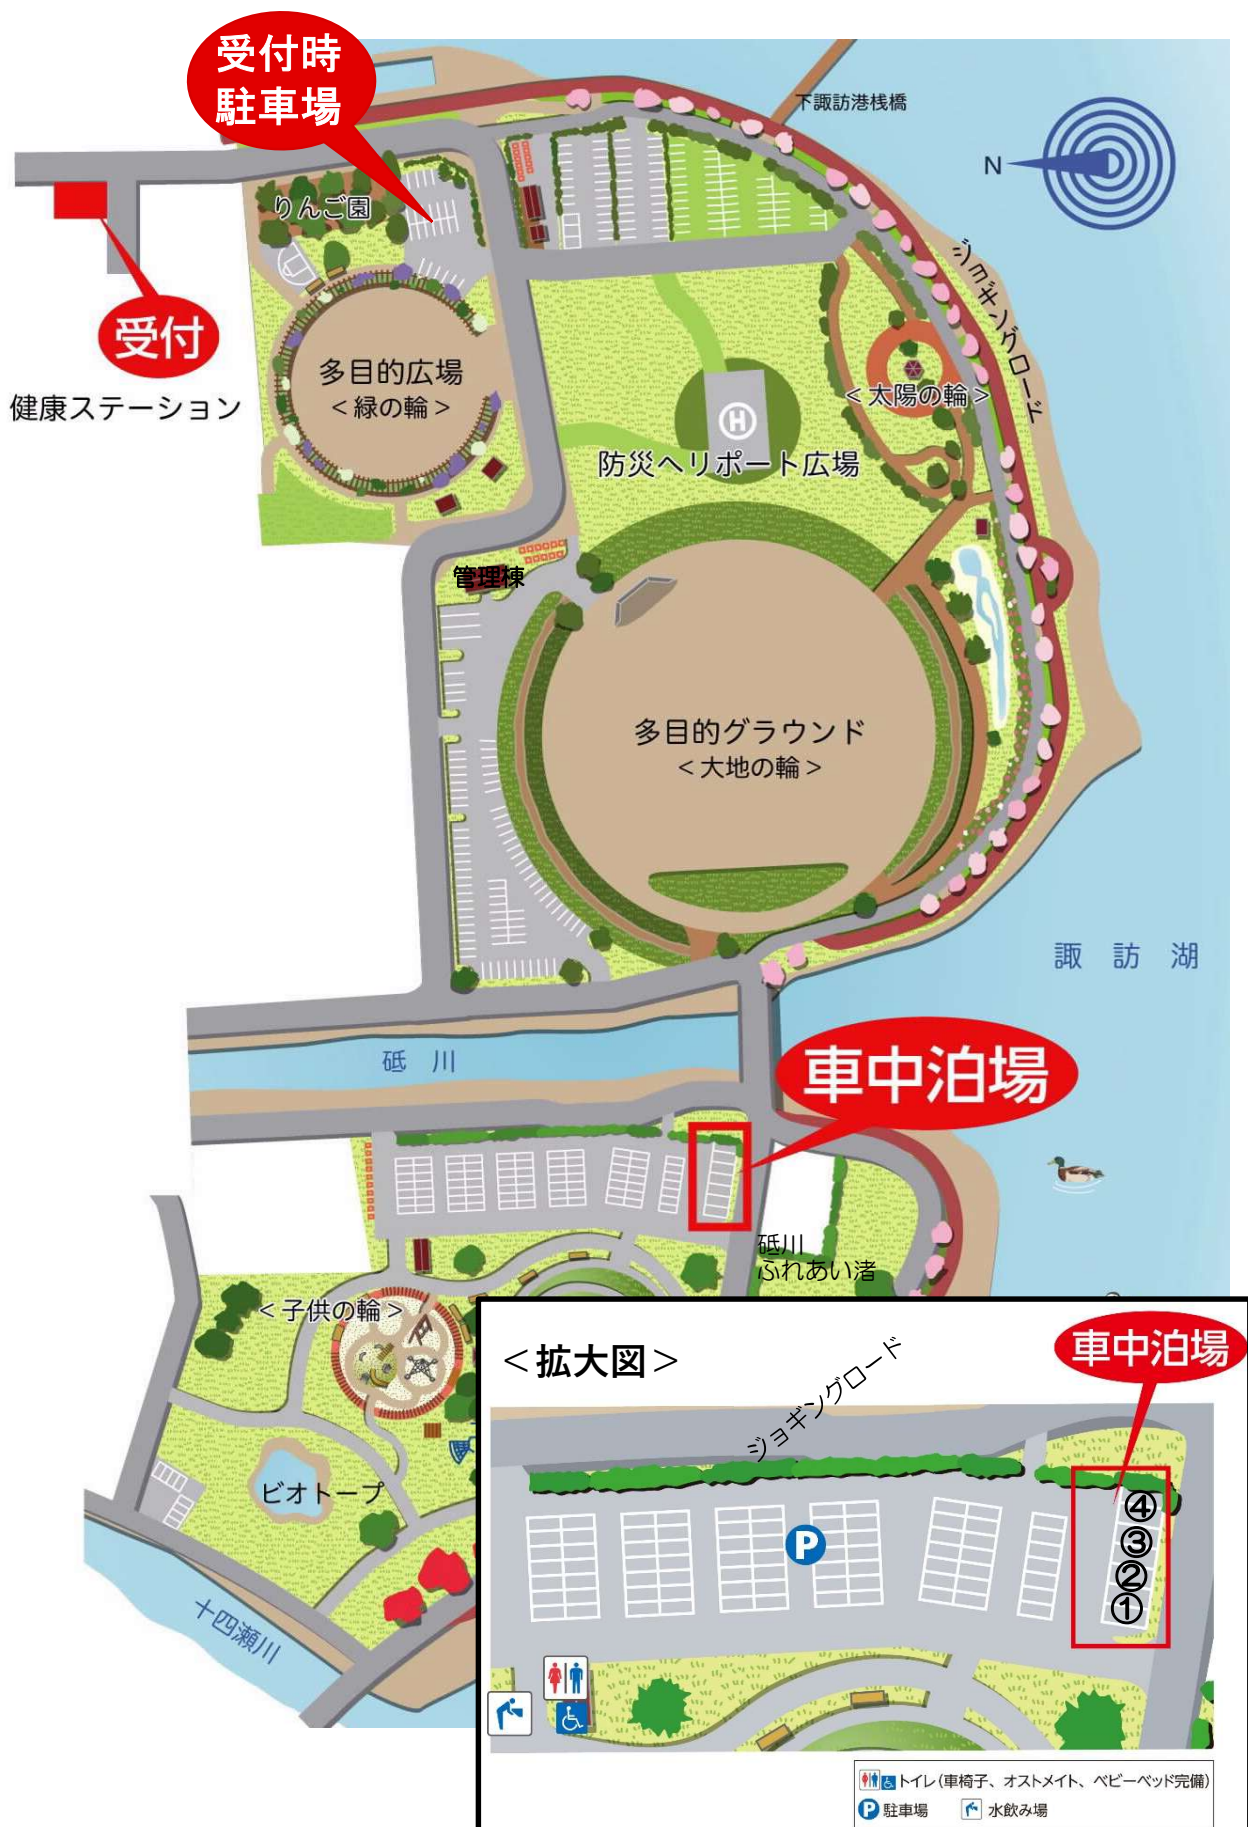 受付時
駐車場
下諏訪港桟橋
N
りんご園
ジョギングロード
受付
健康ステーション
多目的広場
<緑の輪>
<太陽の輪>
H
防災ヘリポート広場
管理棟
多目的グラウンド
<大地の輪>
諏訪湖
砥川
車中泊場
砥川
ふれあい渚
<子供の輪>
ビオトープ
十四瀬川
<拡大図>
ジョギングロード
車中泊場
④
③
②
①
P
トイレ(車椅子、オストメイト、ベビーベッド完備)
P 駐車場
水飲み場